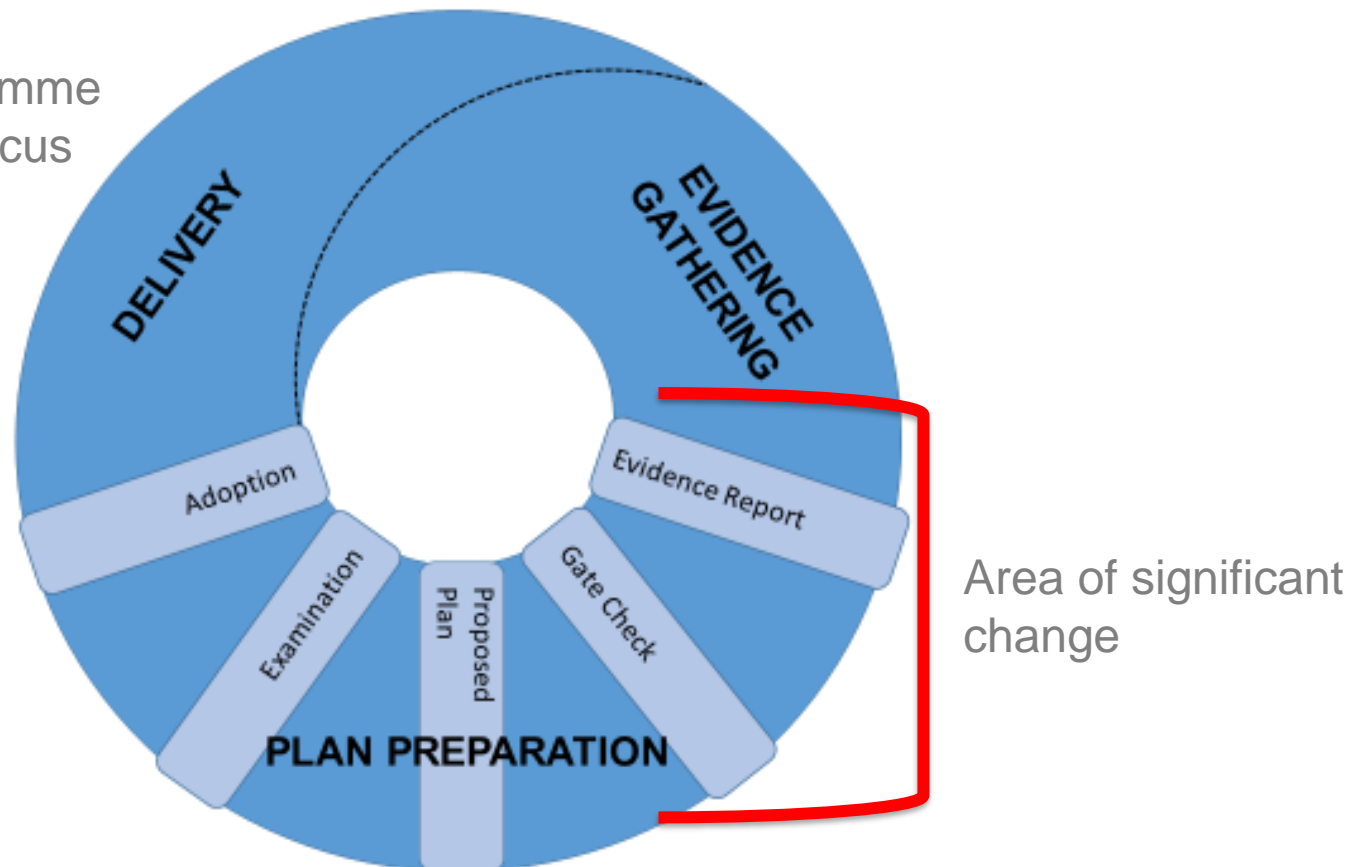 DELIVERY
EVIDENCE
GATHERING
Adoption
Examination
Proposed
Plan
Gate Check
Evidence Report
PLAN PREPARATION
Area of significant
change